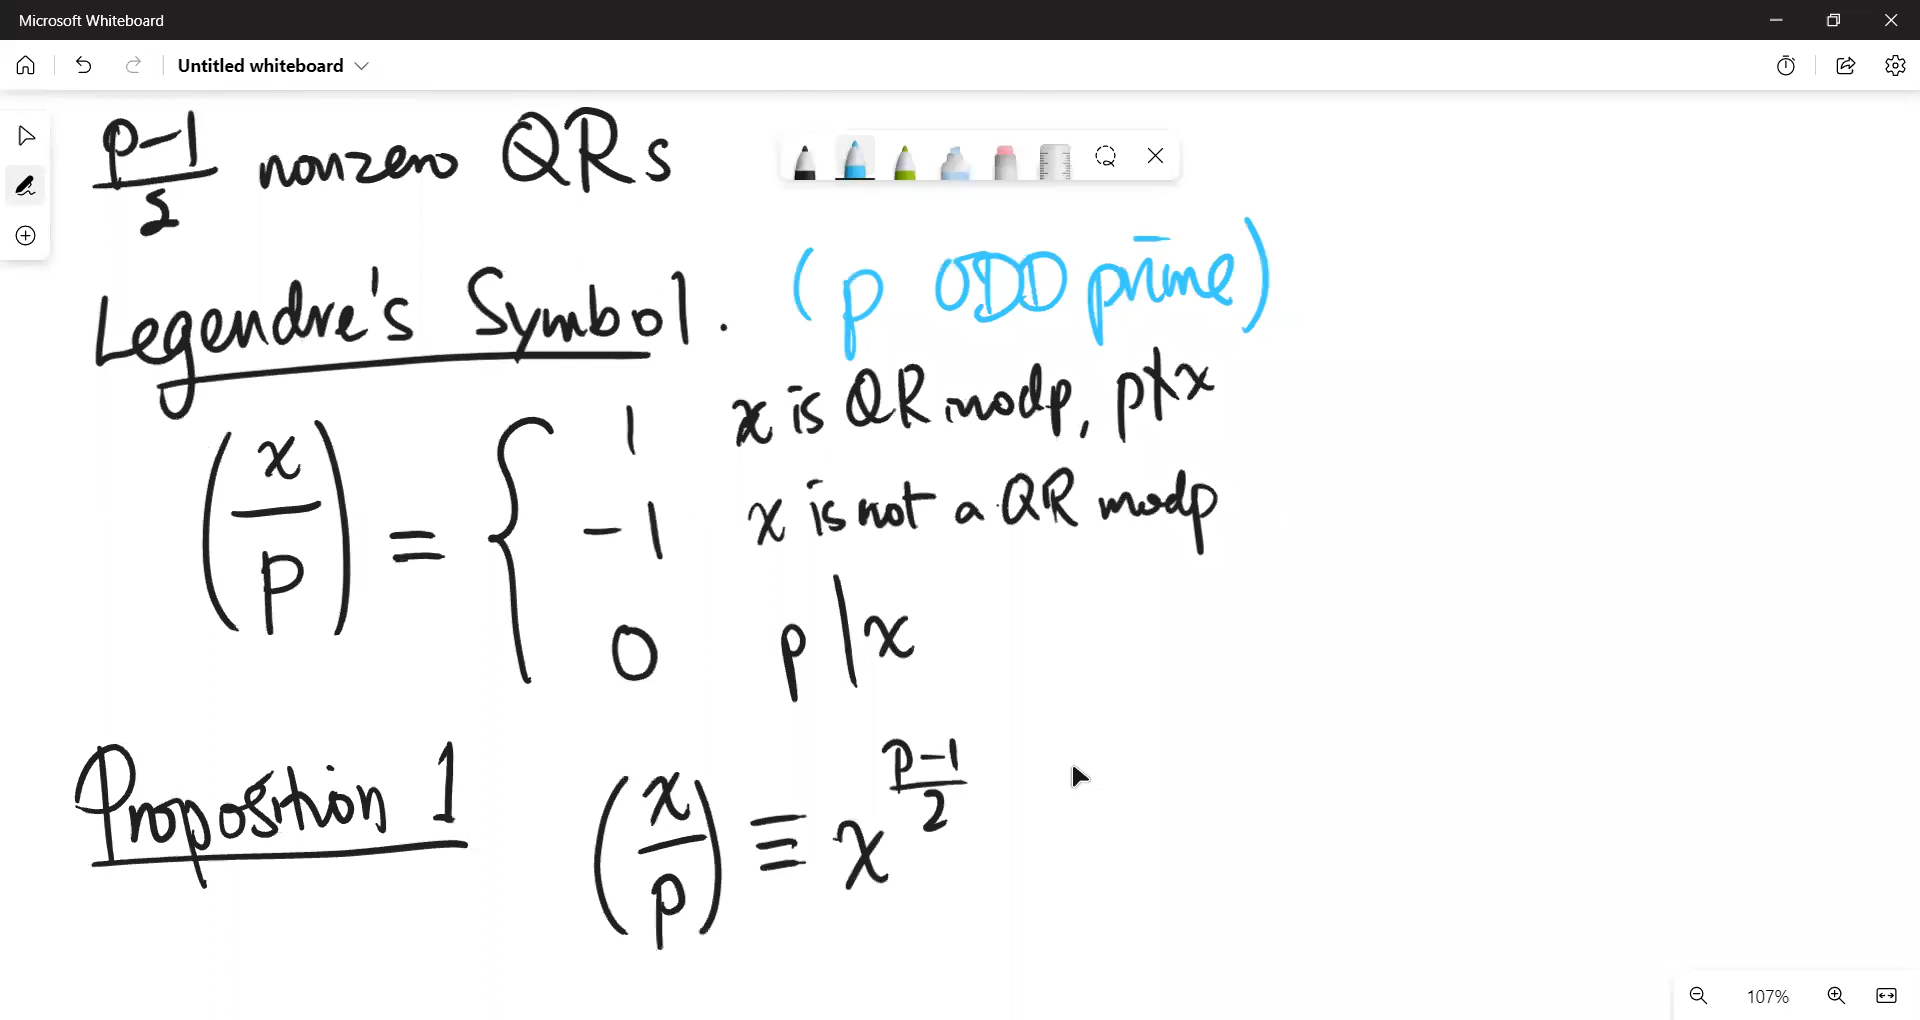 Microsoft Whiteboard
Untitled whiteboard
p-1/2 nonzero QRs
Legendre's Symbol. (p ODD prime)
(x/p) = { 1 x is QR mod p, p∤x
-1 x is not a QR mod p
0 p | x
Proposition 1 (x/p) ≡ x^((p-1)/2)
107%